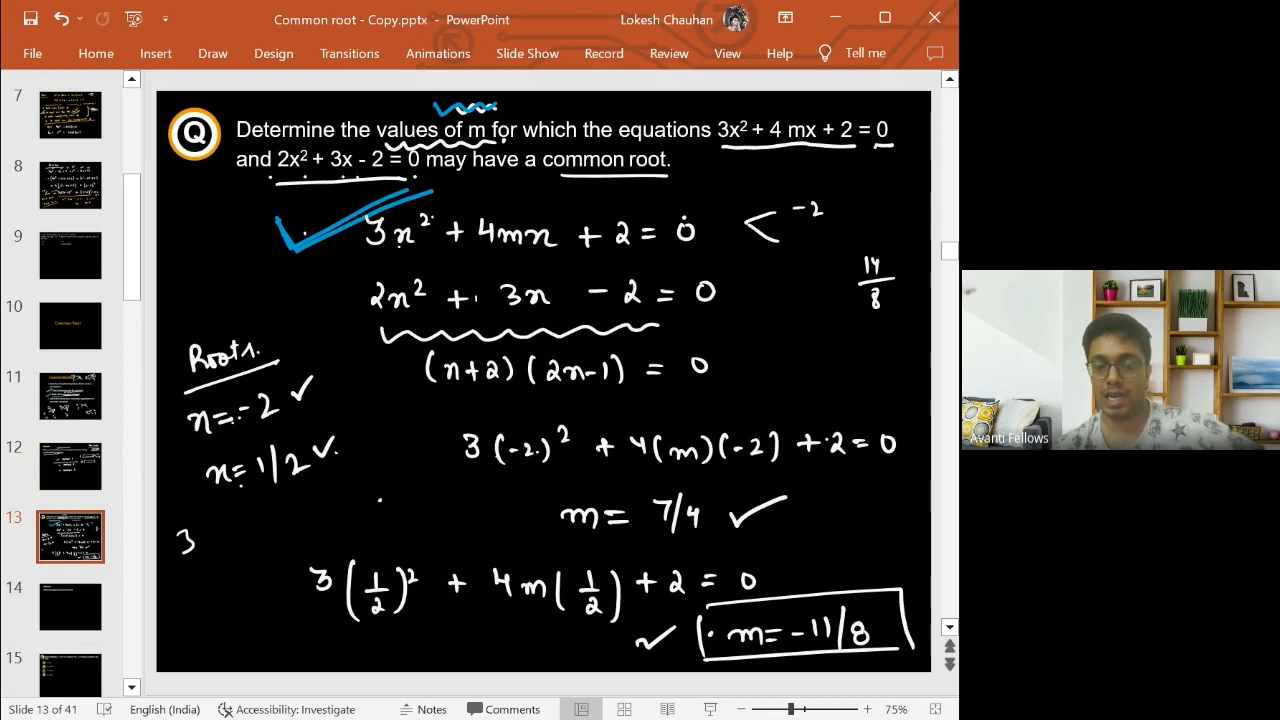 Common root - Copy.pptx - PowerPoint
Lokesh Chauhan
File Home Insert Draw Design Transitions Animations Slide Show Record Review View Help Tell me
7
8
9
10
Common Root
11
12
13
14
15
Q
Determine the values of m for which the equations 3x² + 4 mx + 2 = 0
and 2x² + 3x - 2 = 0 may have a common root.
3x² + 4mx + 2 = 0 < -2
14/8
2x² + 3x - 2 = 0
Roots.
(x+2) (2x-1) = 0
x = -2 ✓
3(-2)² + 4(m)(-2) + 2 = 0
x = 1/2 ✓
m = 7/4 ✓
3
3(1/2)² + 4m(1/2) + 2 = 0
✓ m = -11/8
Avanti Fellows
Slide 13 of 41 English (India) Accessibility: Investigate Notes Comments 75%